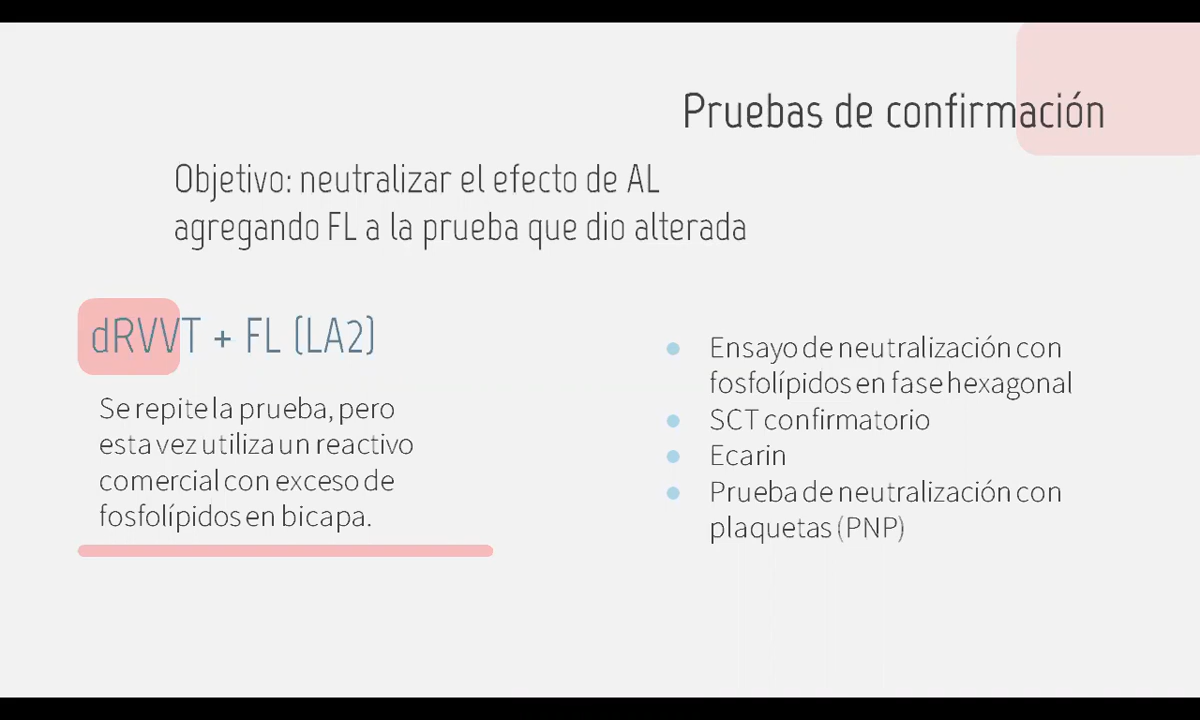 Pruebas de confirmación
Objetivo: neutralizar el efecto de AL
agregando FL a la prueba que dio alterada
dRVVT + FL (LA2)
Se repite la prueba, pero
esta vez utiliza un reactivo
comercial con exceso de
fosfolípidos en bicapa.
Ensayo de neutralización con
fosfolípidos en fase hexagonal
SCT confirmatorio
Ecarin
Prueba de neutralización con
plaquetas (PNP)